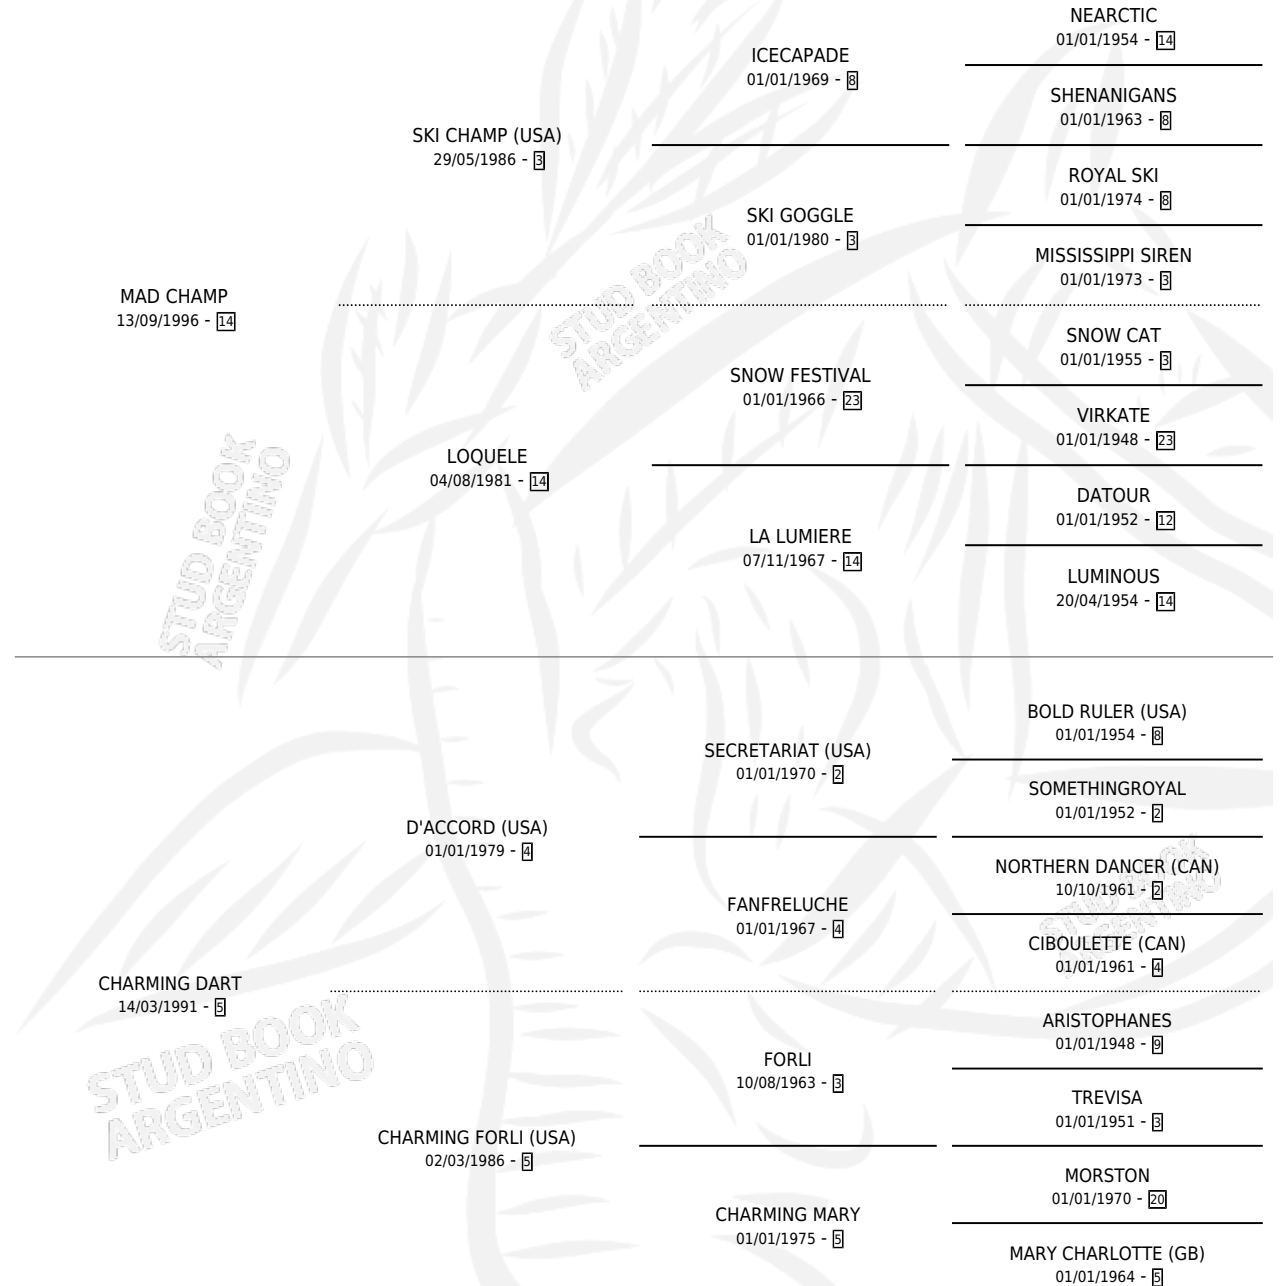 NEARCTIC
01/01/1954 - 14
ICECAPADE
01/01/1969 - 8
SHENANIGANS
01/01/1963 - 8
SKI CHAMP (USA)
29/05/1986 - 3
ROYAL SKI
01/01/1974 - 8
SKI GOGGLE
01/01/1980 - 3
MISSISSIPPI SIREN
01/01/1973 - 3
MAD CHAMP
13/09/1996 - 14
STUD BOOK
ARGENTINO
SNOW CAT
01/01/1955 - 3
SNOW FESTIVAL
01/01/1966 - 23
VIRKATE
01/01/1948 - 23
LOQUELE
04/08/1981 - 14
DATOUR
01/01/1952 - 12
LA LUMIERE
07/11/1967 - 14
LUMINOUS
20/04/1954 - 14
STUD BOOK
ARGENTINO
BOLD RULER (USA)
01/01/1954 - 8
SECRETARIAT (USA)
01/01/1970 - 2
SOMETHINGROYAL
01/01/1952 - 2
D'ACCORD (USA)
01/01/1979 - 4
NORTHERN DANCER (CAN)
10/10/1961 - 2
FANFRELUCHE
01/01/1967 - 4
STUD BOOK
ARGENTINO
CIBOULETTE (CAN)
01/01/1961 - 4
CHARMING DART
14/03/1991 - 5
ARISTOPHANES
01/01/1948 - 9
FORLI
10/08/1963 - 3
STUD BOOK
ARGENTINO
TREVISA
01/01/1951 - 3
CHARMING FORLI (USA)
02/03/1986 - 5
MORSTON
01/01/1970 - 20
CHARMING MARY
01/01/1975 - 5
MARY CHARLOTTE (GB)
01/01/1964 - 5